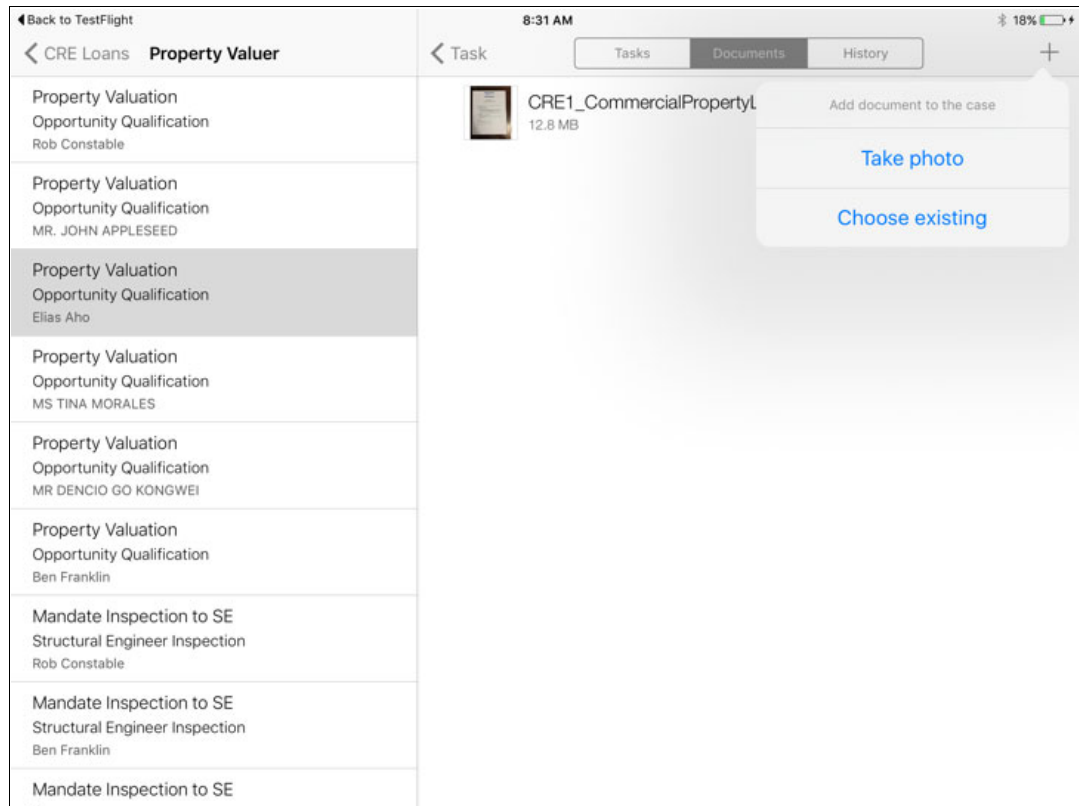 Back to TestFlight
8:31 AM
18%
CRE Loans
Property Valuer
Task
Tasks
Documents
History
Property Valuation
Opportunity Qualification
Rob Constable
Property Valuation
Opportunity Qualification
MR. JOHN APPLESEED
Property Valuation
Opportunity Qualification
Elias Aho
Property Valuation
Opportunity Qualification
MS TINA MORALES
Property Valuation
Opportunity Qualification
MR DENCIO GO KONGWEI
Property Valuation
Opportunity Qualification
Ben Franklin
Mandate Inspection to SE
Structural Engineer Inspection
Rob Constable
Mandate Inspection to SE
Structural Engineer Inspection
Ben Franklin
Mandate Inspection to SE
CRE1_CommercialPropertyL
12.8 MB
Add document to the case
Take photo
Choose existing